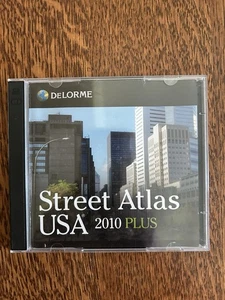 DELORME
Street Atlas
USA 2010 PLUS